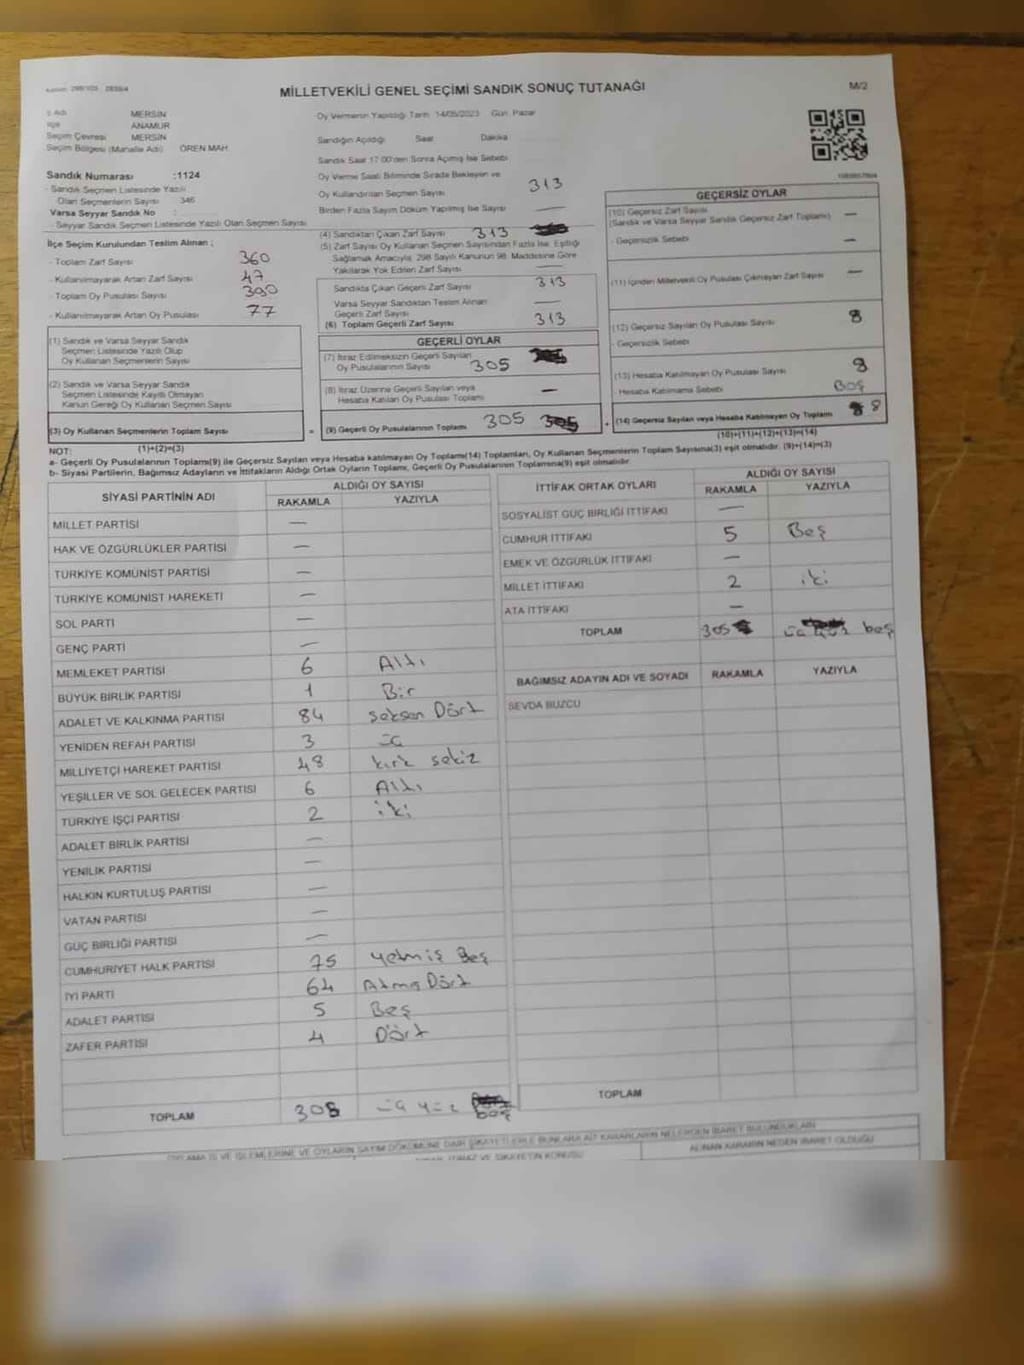 MİLLETVEKİLİ GENEL SEÇİMİ SANDIK SONUÇ TUTANAĞI
M/2
MERSİN
İlçe ANAMUR
Seçim Çevresi MERSİN
Seçim Bölgesi (Mahalle Adı) ÖREN MAH
Sandık Numarası :1124
- Sandık Seçmen Listesinde Yazılı
Olan Seçmenlerin Sayısı 346
Varsa Seyyar Sandık No :
- Seyyar Sandık Seçmen Listesinde Yazılı Olan Seçmen Sayısı
İlçe Seçim Kurulundan Teslim Alınan ;
- Toplam Zarf Sayısı 360
- Kullanılmayarak Artan Zarf Sayısı 47
- Toplam Oy Pusulası Sayısı 390
- Kullanılmayarak Artan Oy Pusulası 77
(1) Sandık ve Varsa Seyyar Sandık
Seçmen Listesinde Yazılı Olup
Oy Kullanan Seçmenlerin Sayısı
(2) Sandık ve Varsa Seyyar Sandık
Seçmen Listesinde Kayıtlı Olmayan
Kanun Gereği Oy Kullanan Seçmen Sayısı
(3) Oy Kullanan Seçmenlerin Toplam Sayısı
(1)+(2)=(3)
Oy Vermenin Yapıldığı Tarih 14/05/2023 Gün Pazar
Sandığın Açıldığı Saat Dakika
Sandık Saat 17.00'den Sonra Açılmış İse Sebebi
Oy Verme Saati Bitiminde Sırada Bekleyen ve
Oy Kullandırılan Seçmen Sayısı 313
Birden Fazla Sayım Döküm Yapılmış İse Sayısı —
(4) Sandıktan Çıkan Zarf Sayısı 313
(5) Zarf Sayısı Oy Kullanan Seçmen Sayısından Fazla İse, Eşitliği
Sağlamak Amacıyla, 298 Sayılı Kanunun 98. Maddesine Göre
Yakılarak Yok Edilen Zarf Sayısı —
Sandıkta Çıkan Geçerli Zarf Sayısı 313
Varsa Seyyar Sandıktan Teslim Alınan
Geçerli Zarf Sayısı —
(6) Toplam Geçerli Zarf Sayısı 313
GEÇERLİ OYLAR
(7) İtiraz Edilmeksizin Geçerli Sayılan
Oy Pusulasının Sayısı 305
(8) İtiraz Üzerine Geçerli Sayılan veya
Hesaba Katılan Oy Pusulası Toplamı —
(9) Geçerli Oy Pusulalarının Toplamı 305 305
GEÇERSİZ OYLAR
(10) Geçersiz Zarf Sayısı —
(Sandık ve Varsa Seyyar Sandık Geçersiz Zarf Toplamı)
- Geçersizlik Sebebi —
(11) İçinden Milletvekili Oy Pusulası Çıkmayan Zarf Sayısı —
(12) Geçersiz Sayılan Oy Pusulası Sayısı 8
- Geçersizlik Sebebi
(13) Hesaba Katılmayan Oy Pusulası Sayısı 8
Hesaba Katılmama Sebebi Boş
(14) Geçersiz Sayılan veya Hesaba Katılmayan Oy Toplamı 8
(10)+(11)+(12)+(13)=(14)
NOT:
a- Geçerli Oy Pusulalarının Toplamı(9) ile Geçersiz Sayılan veya Hesaba katılmayan Oy Toplamı(14) Toplamları, Oy Kullanan Seçmenlerin Toplam Sayısına(3) eşit olmalıdır. (9)+(14)=(3)
b- Siyasi Partilerin, Bağımsız Adayların ve İttifakların Aldığı Ortak Oyların Toplamı, Geçerli Oy Pusulalarının Toplamına(9) eşit olmalıdır.
SİYASİ PARTİNİN ADI ALDIĞI OY SAYISI
RAKAMLA YAZIYLA
MİLLET PARTİSİ —
HAK VE ÖZGÜRLÜKLER PARTİSİ —
TÜRKİYE KOMÜNİST PARTİSİ —
TÜRKİYE KOMÜNİST HAREKETİ —
SOL PARTİ —
GENÇ PARTİ —
MEMLEKET PARTİSİ 6 Altı
BÜYÜK BİRLİK PARTİSİ 1 Bir
ADALET VE KALKINMA PARTİSİ 84 seksen Dört
YENİDEN REFAH PARTİSİ 3 üç
MİLLİYETÇİ HAREKET PARTİSİ 48 kırk sekiz
YEŞİLLER VE SOL GELECEK PARTİSİ 6 Altı
TÜRKİYE İŞÇİ PARTİSİ 2 iki
ADALET BİRLİK PARTİSİ —
YENİLİK PARTİSİ —
HALKIN KURTULUŞ PARTİSİ —
VATAN PARTİSİ —
GÜÇ BİRLİĞİ PARTİSİ —
CUMHURİYET HALK PARTİSİ 75 yetmiş Beş
İYİ PARTİ 64 Atmış Dört
ADALET PARTİSİ 5 Beş
ZAFER PARTİSİ 4 Dört
TOPLAM 305 üç yüz beş
İTTİFAK ORTAK OYLARI ALDIĞI OY SAYISI
RAKAMLA YAZIYLA
SOSYALİST GÜÇ BİRLİĞİ İTTİFAKI —
CUMHUR İTTİFAKI 5 Beş
EMEK VE ÖZGÜRLÜK İTTİFAKI —
MİLLET İTTİFAKI 2 iki
ATA İTTİFAKI —
TOPLAM 305 üç yüz beş
BAĞIMSIZ ADAYIN ADI VE SOYADI RAKAMLA YAZIYLA
SEVDA BUZCU
TOPLAM